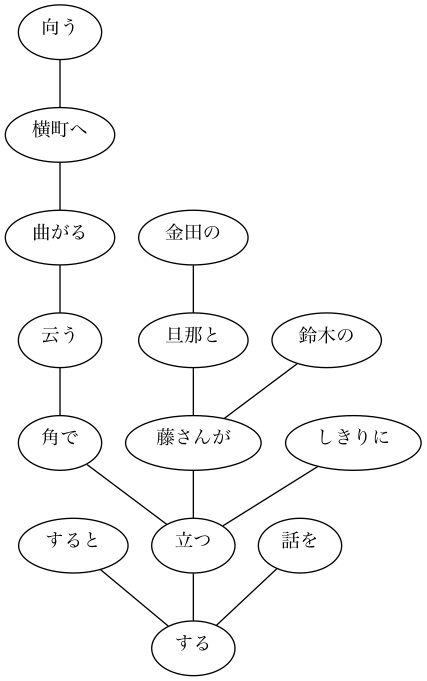 向う
横町へ
曲がる
金田の
云う
旦那と
鈴木の
角で
藤さんが
しきりに
すると
立つ
話を
する